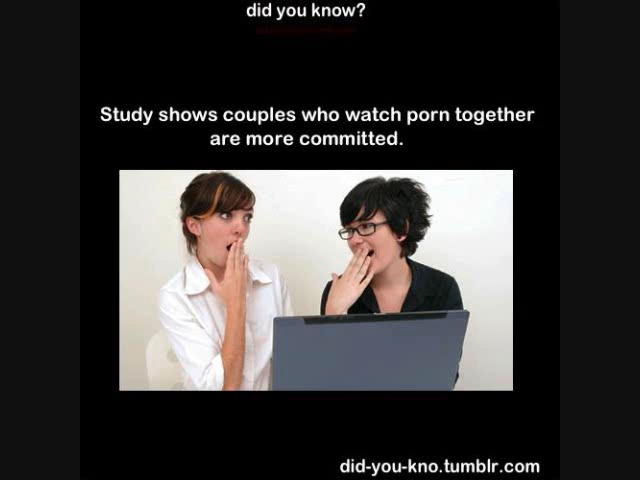 did you know?
Study shows couples who watch porn together
are more committed.
did-you-kno.tumblr.com